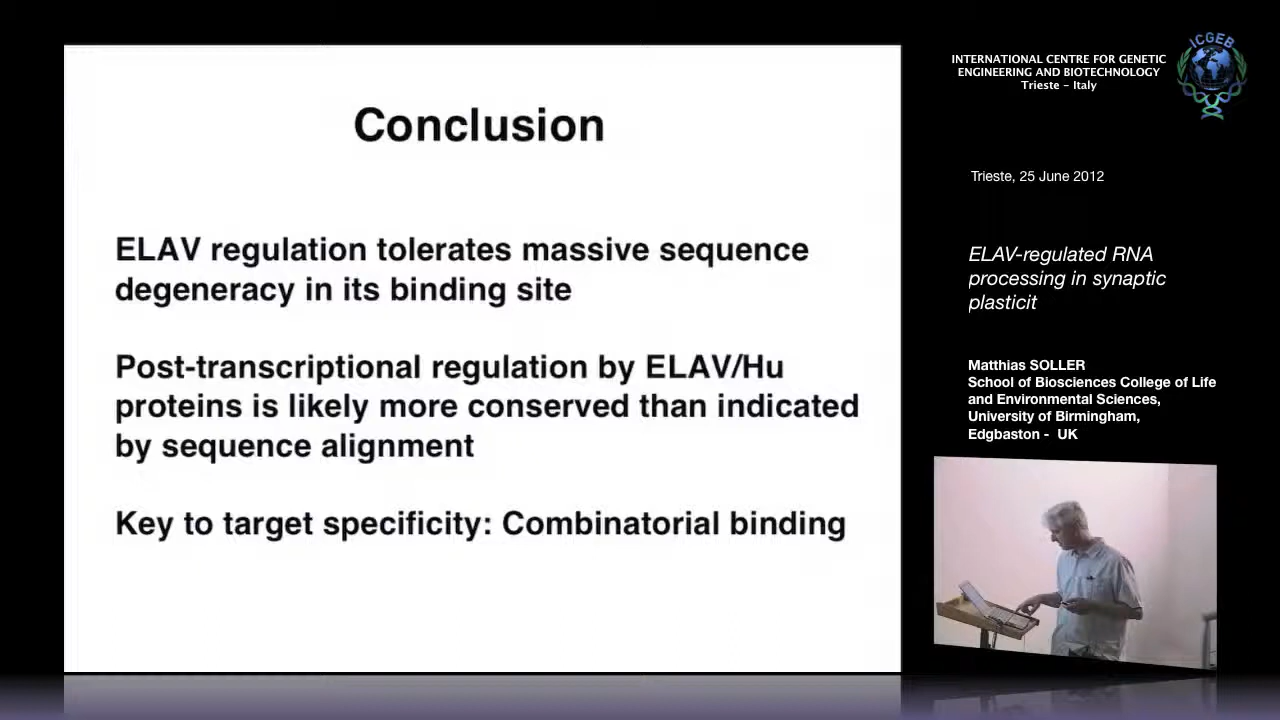 Conclusion
ELAV regulation tolerates massive sequence
degeneracy in its binding site
Post-transcriptional regulation by ELAV/Hu
proteins is likely more conserved than indicated
by sequence alignment
Key to target specificity: Combinatorial binding
INTERNATIONAL CENTRE FOR GENETIC
ENGINEERING AND BIOTECHNOLOGY
Trieste - Italy
ICGEB
Trieste, 25 June 2012
ELAV-regulated RNA
processing in synaptic
plasticit
Matthias SOLLER
School of Biosciences College of Life
and Environmental Sciences,
University of Birmingham,
Edgbaston - UK